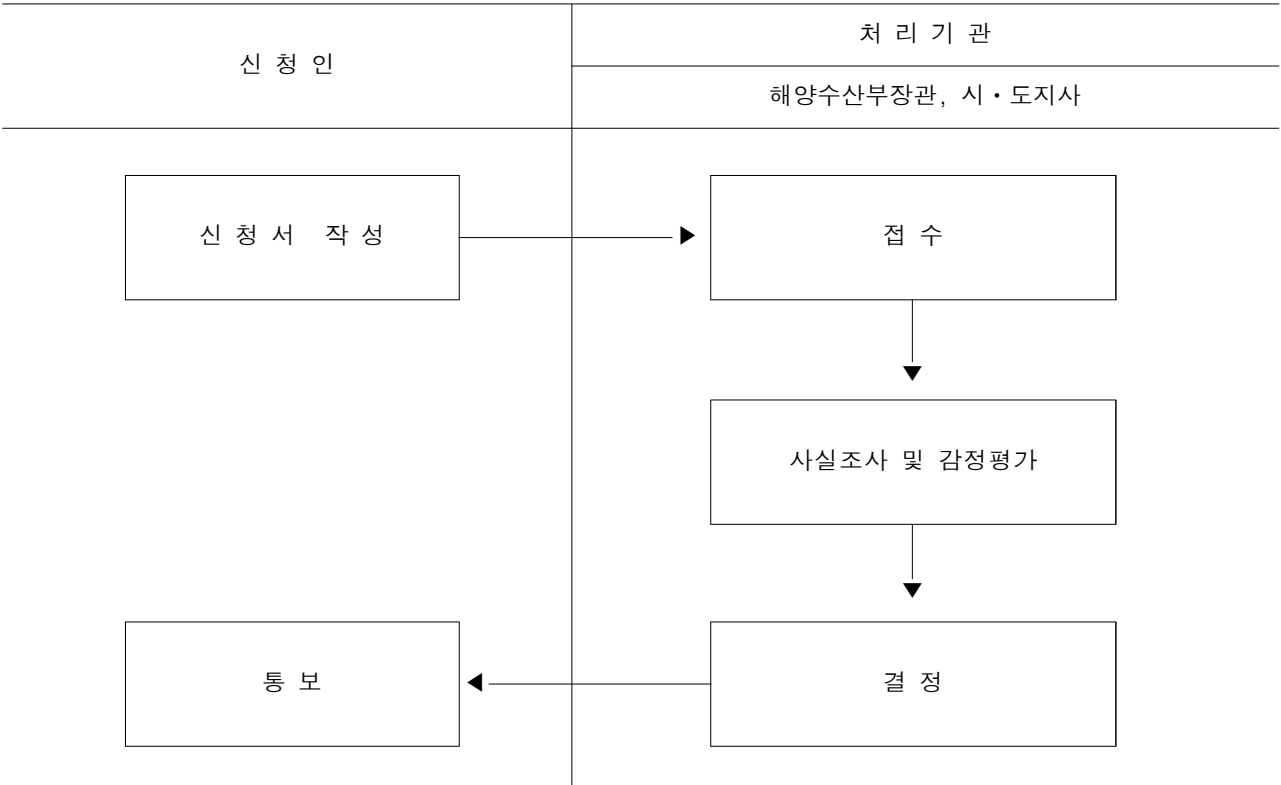 신 청 인
처 리 기 관
해양수산부장관, 시·도지사
신 청 서 작 성
접 수
사실조사 및 감정평가
통 보
결 정